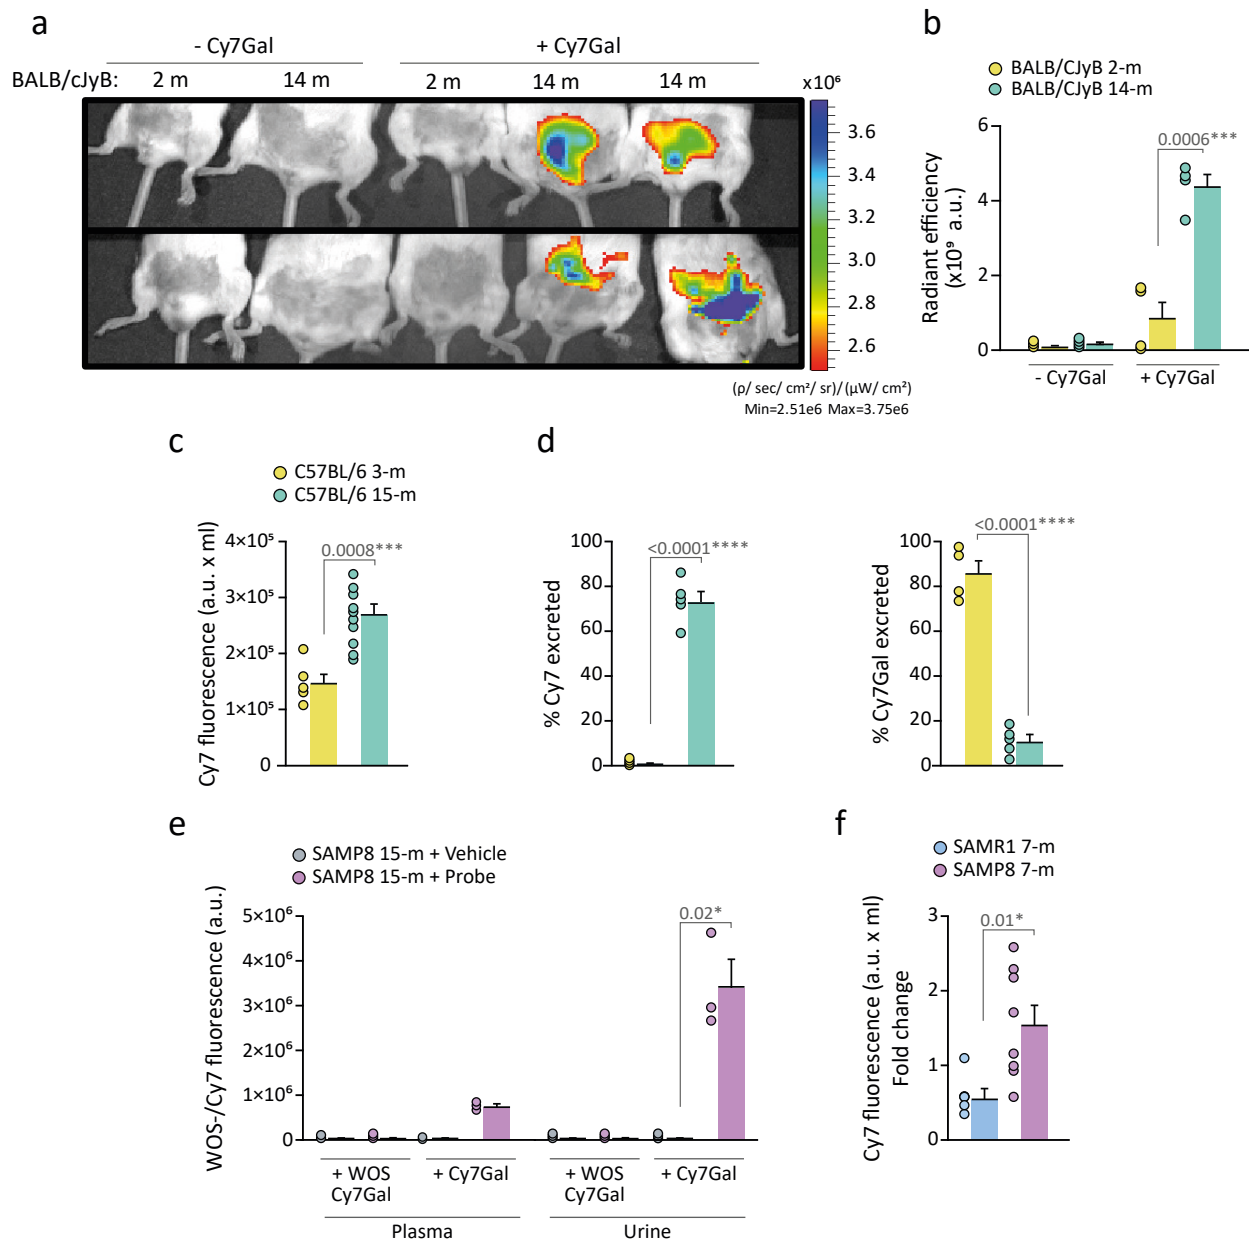 a
- Cy7Gal
+ Cy7Gal
BALB/cJyB:
2 m
14 m
2 m
14 m
14 m
x10⁶
3.6
3.4
3.2
3.0
2.8
2.6
(ρ/ sec/ cm²/ sr)/(µW/ cm²)
Min=2.51e6 Max=3.75e6
b
BALB/CJyB 2-m
BALB/CJyB 14-m
Radiant efficiency
(x10⁹ a.u.)
6
4
2
0
0.0006***
- Cy7Gal
+ Cy7Gal
c
C57BL/6 3-m
C57BL/6 15-m
Cy7 fluorescence (a.u. x ml)
4×10⁵
3×10⁵
2×10⁵
1×10⁵
0
0.0008***
d
% Cy7 excreted
100
80
60
40
20
0
<0.0001****
% Cy7Gal excreted
100
80
60
40
20
0
<0.0001****
e
SAMP8 15-m + Vehicle
SAMP8 15-m + Probe
WOS-/Cy7 fluorescence (a.u.)
5×10⁶
4×10⁶
3×10⁶
2×10⁶
1×10⁶
0
0.02*
+ WOS
Cy7Gal
+ Cy7Gal
+ WOS
Cy7Gal
+ Cy7Gal
Plasma
Urine
f
SAMR1 7-m
SAMP8 7-m
Cy7 fluorescence (a.u. x ml)
Fold change
3
2
1
0
0.01*